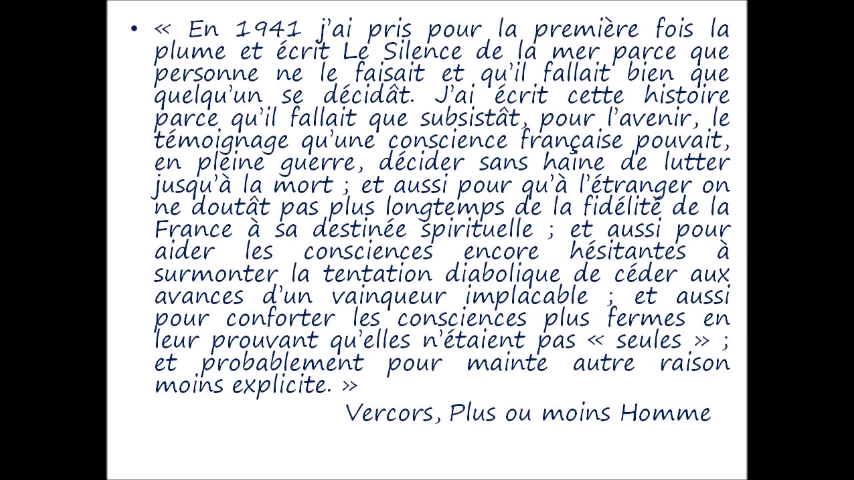 • « En 1941 j'ai pris pour la première fois la
plume et écrit Le Silence de la mer parce que
personne ne le faisait et qu'il fallait bien que
quelqu'un se décidât. J'ai écrit cette histoire
parce qu'il fallait que subsistât, pour l'avenir, le
témoignage qu'une conscience française pouvait,
en pleine guerre, décider sans haine de lutter
jusqu'à la mort ; et aussi pour qu'à l'étranger on
ne doutât pas plus longtemps de la fidélité de la
France à sa destinée spirituelle ; et aussi pour
aider les consciences encore hésitantes à
surmonter la tentation diabolique de céder aux
avances d'un vainqueur implacable ; et aussi
pour conforter les consciences plus fermes en
leur prouvant qu'elles n'étaient pas « seules » ;
et probablement pour mainte autre raison
moins explicite. »
Vercors, Plus ou moins Homme